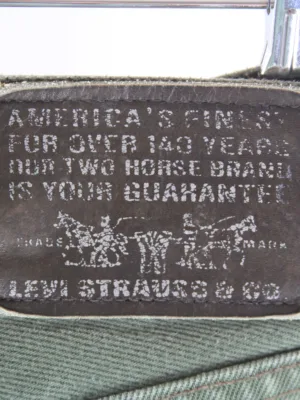 AMERICA'S FINEST
FOR OVER 140 YEARS
OUR TWO HORSE BRAND
IS YOUR GUARANTEE
TRADE MARK
LEVI STRAUSS & CO